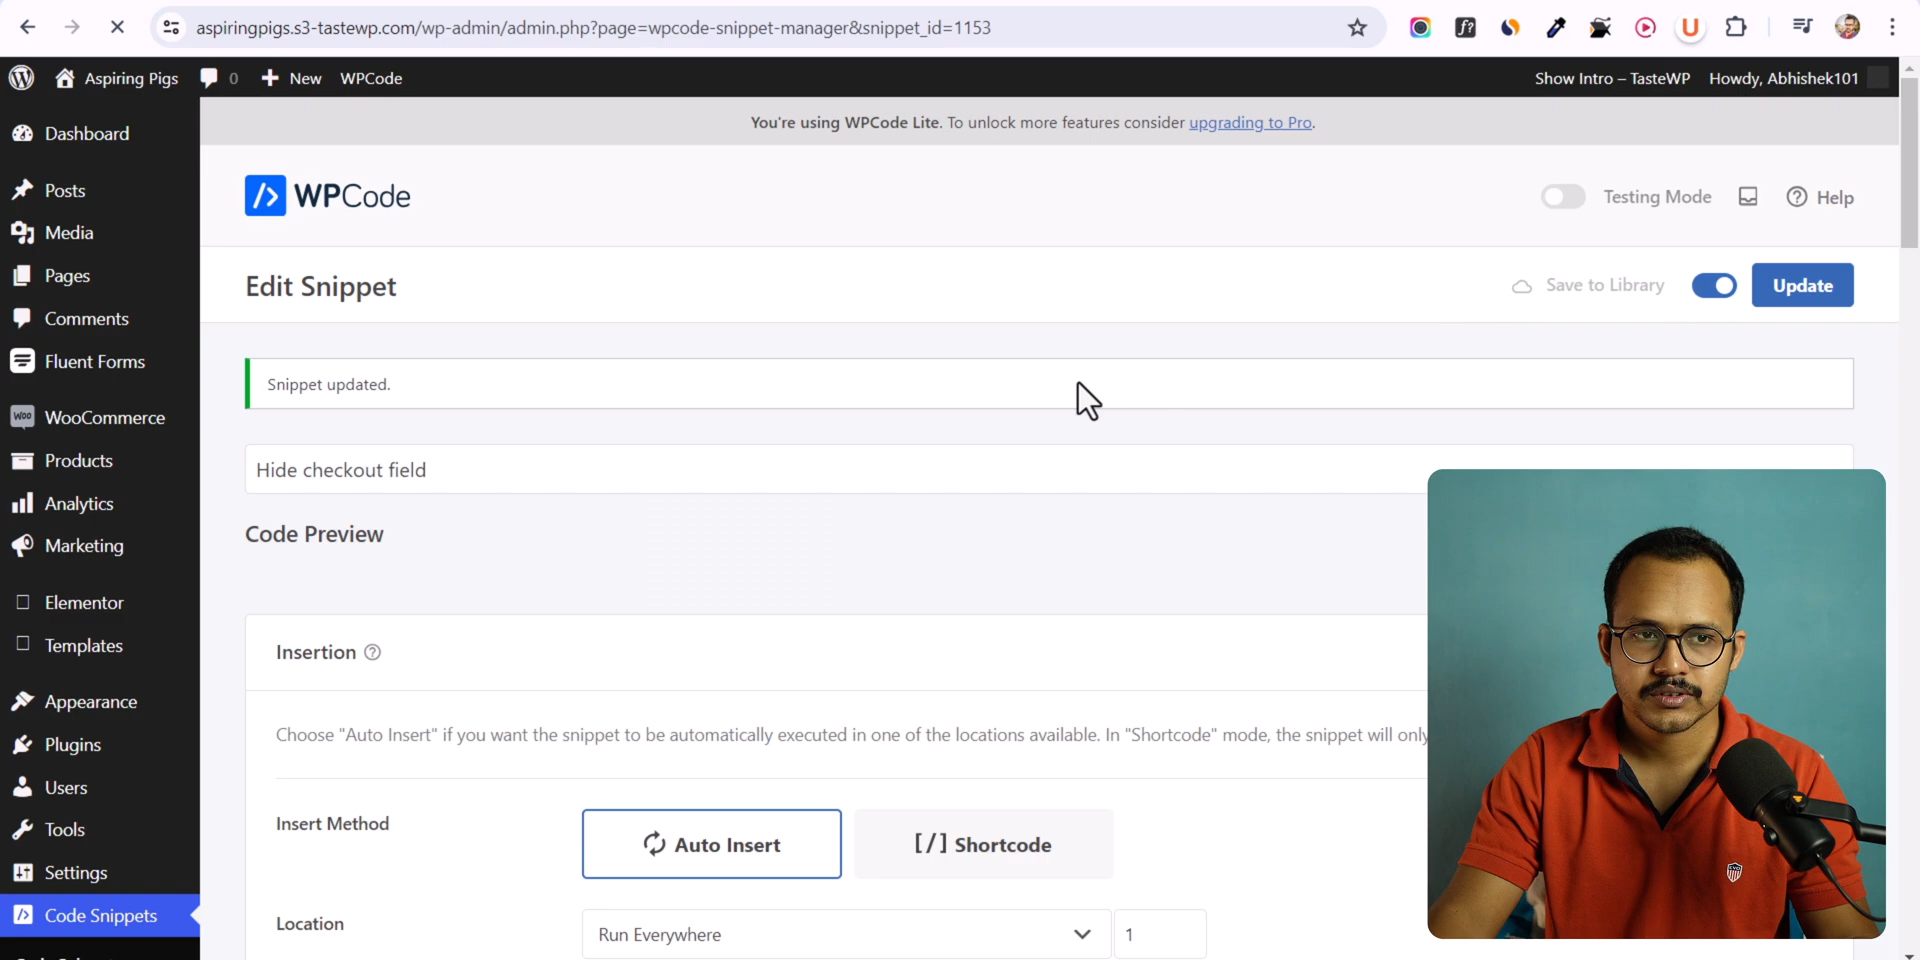 aspiringpigs.s3-tastewp.com/wp-admin/admin.php?page=wpcode-snippet-manager&snippet_id=1153
Aspiring Pigs
0
New
WPCode
Show Intro – TasteWP
Howdy, Abhishek101
You're using WPCode Lite. To unlock more features consider upgrading to Pro.
Dashboard
Posts
Media
Pages
Comments
Fluent Forms
WooCommerce
Products
Analytics
Marketing
Elementor
Templates
Appearance
Plugins
Users
Tools
Settings
Code Snippets
WPCode
Testing Mode
Help
Edit Snippet
Save to Library
Update
Snippet updated.
Hide checkout field
Code Preview
Insertion
Choose "Auto Insert" if you want the snippet to be automatically executed in one of the locations available. In "Shortcode" mode, the snippet will only
Insert Method
Auto Insert
[/] Shortcode
Location
Run Everywhere
1